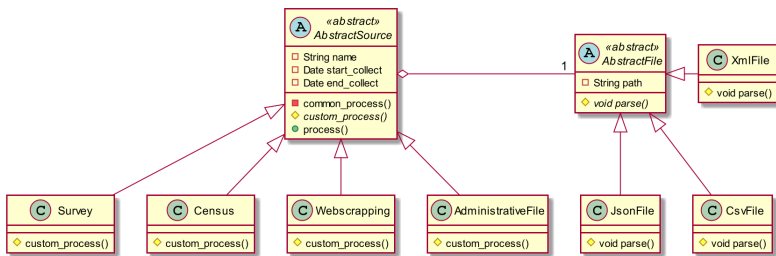 A
«abstract»
AbstractSource
String name
Date start_collect
Date end_collect
common_process()
custom_process()
process()
1
A
«abstract»
AbstractFile
String path
void parse()
C XmlFile
void parse()
C Survey
custom_process()
C Census
custom_process()
C Webscrapping
custom_process()
C AdministrativeFile
custom_process()
C JsonFile
void parse()
C CsvFile
void parse()